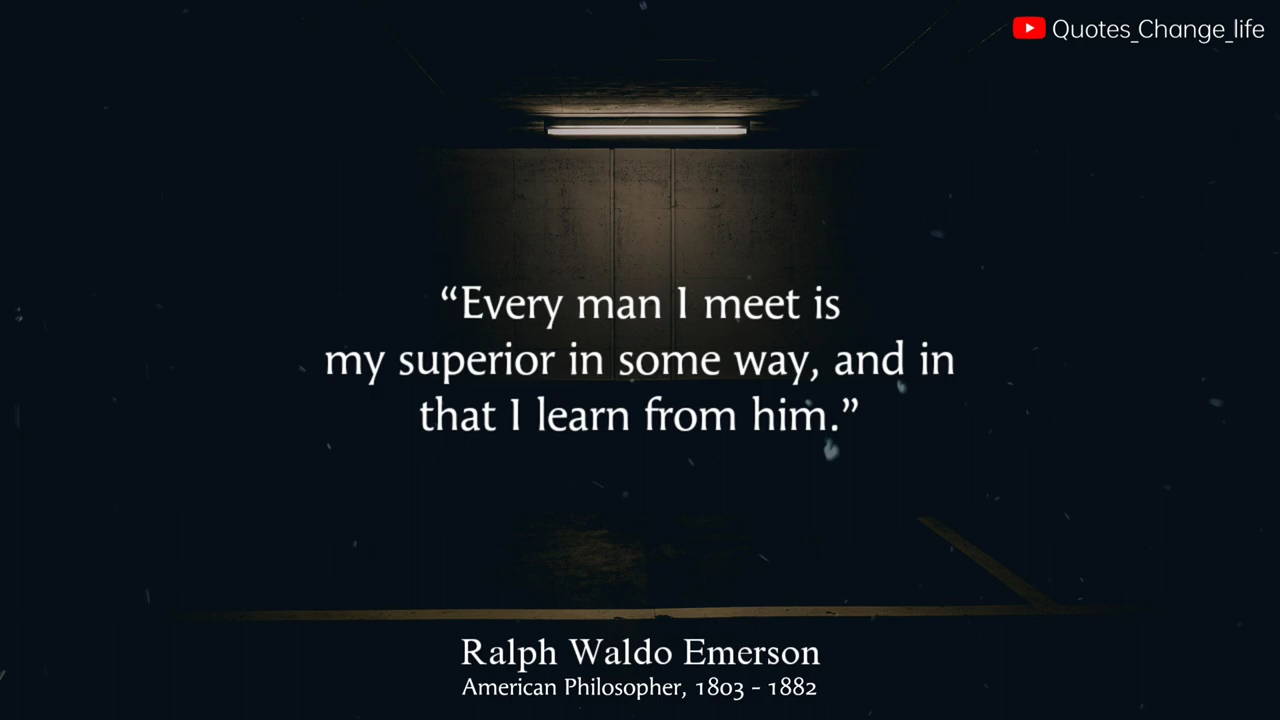 Quotes_Change_life
“Every man I meet is
my superior in some way, and in
that I learn from him.”
Ralph Waldo Emerson
American Philosopher, 1803 - 1882